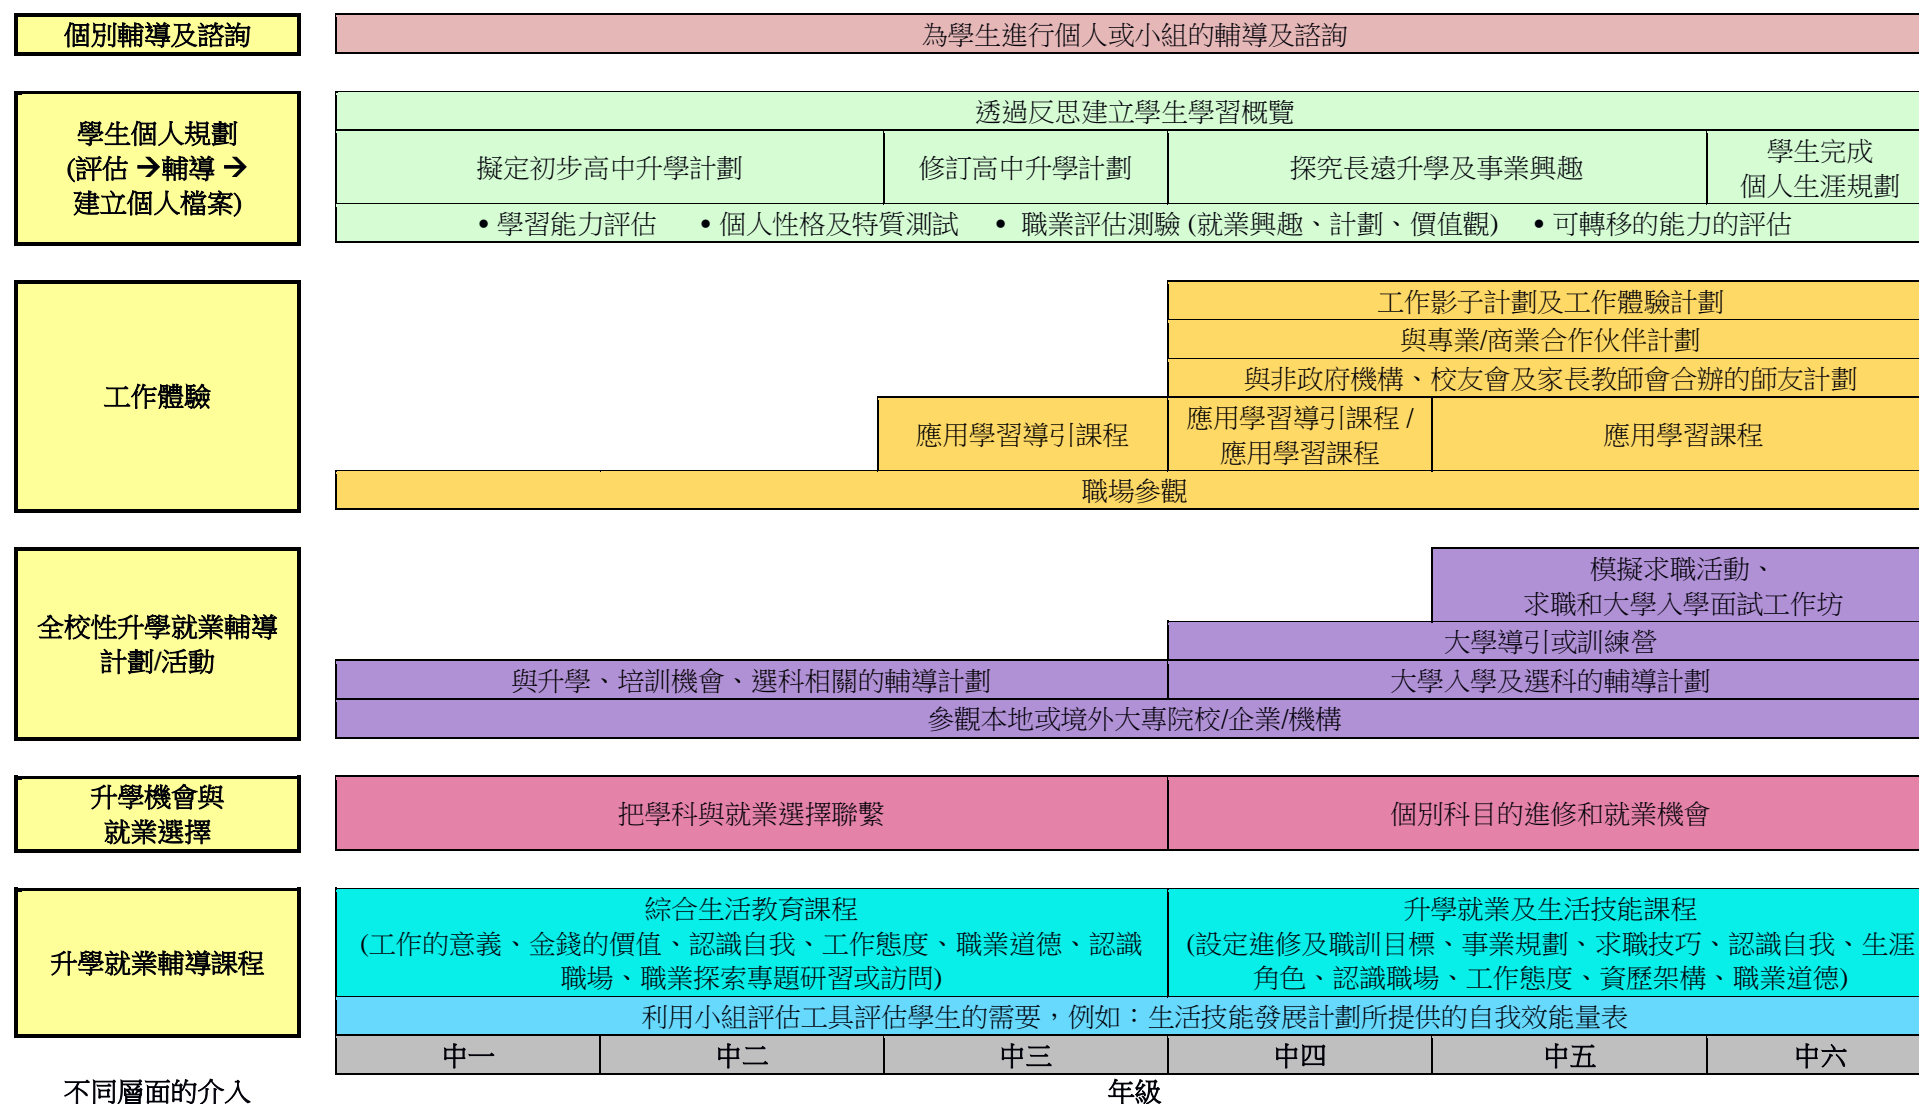 個別輔導及諮詢
為學生進行個人或小組的輔導及諮詢
學生個人規劃
(評估 → 輔導 →
建立個人檔案)
透過反思建立學生學習概覽
擬定初步高中升學計劃
修訂高中升學計劃
探究長遠升學及事業興趣
學生完成
個人生涯規劃
• 學習能力評估 • 個人性格及特質測試 • 職業評估測驗 (就業興趣、計劃、價值觀) • 可轉移的能力的評估
工作體驗
工作影子計劃及工作體驗計劃
與專業/商業合作伙伴計劃
與非政府機構、校友會及家長教師會合辦的師友計劃
應用學習導引課程
應用學習導引課程 /
應用學習課程
應用學習課程
職場參觀
全校性升學就業輔導
計劃/活動
模擬求職活動、
求職和大學入學面試工作坊
大學導引或訓練營
與升學、培訓機會、選科相關的輔導計劃
大學入學及選科的輔導計劃
參觀本地或境外大專院校/企業/機構
升學機會與
就業選擇
把學科與就業選擇聯繫
個別科目的進修和就業機會
升學就業輔導課程
綜合生活教育課程
(工作的意義、金錢的價值、認識自我、工作態度、職業道德、認識
職場、職業探索專題研習或訪問)
升學就業及生活技能課程
(設定進修及職訓目標、事業規劃、求職技巧、認識自我、生涯
角色、認識職場、工作態度、資歷架構、職業道德)
利用小組評估工具評估學生的需要，例如：生活技能發展計劃所提供的自我效能量表
中一
中二
中三
中四
中五
中六
不同層面的介入
年級